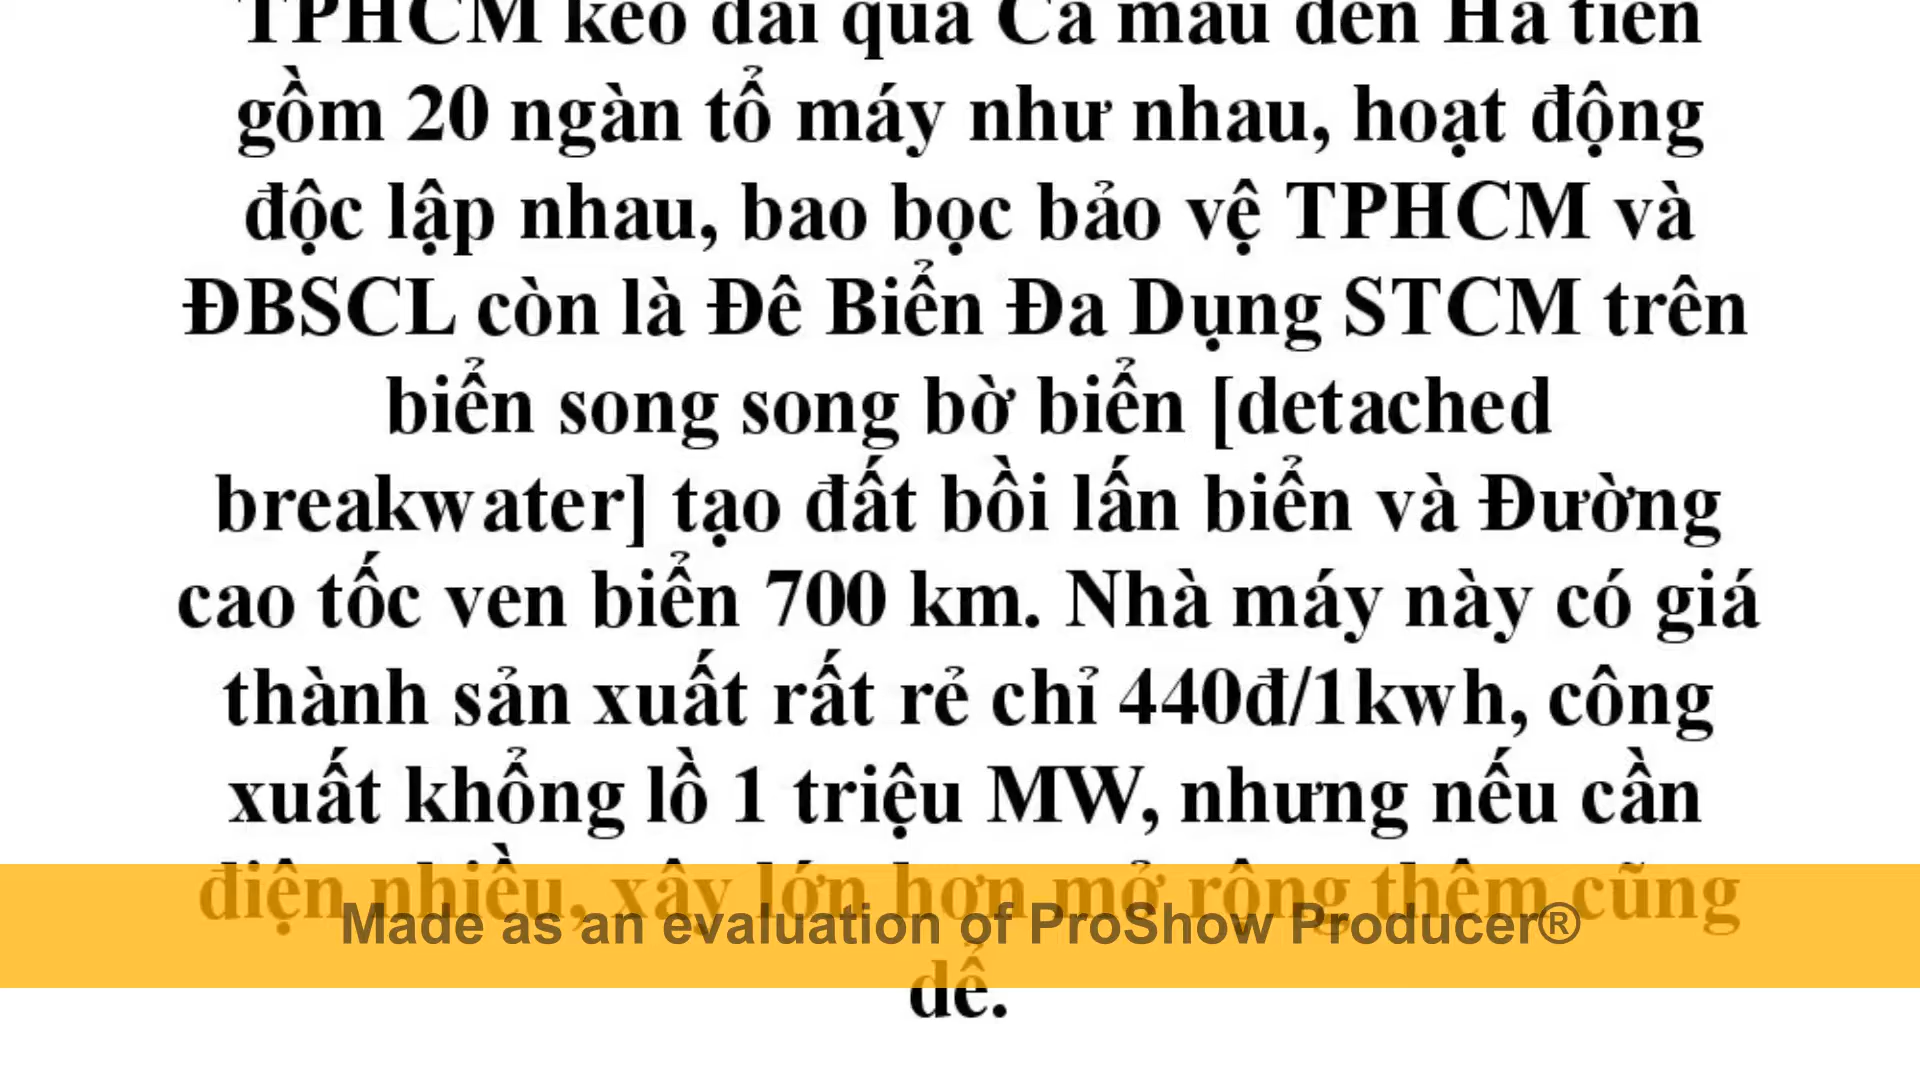 TPHCM kéo dài qua Cà mau đến Hà tiên
gồm 20 ngàn tổ máy như nhau, hoạt động
độc lập nhau, bao bọc bảo vệ TPHCM và
ĐBSCL còn là Đê Biển Đa Dụng STCM trên
biển song song bờ biển [detached
breakwater] tạo đất bồi lấn biển và Đường
cao tốc ven biển 700 km. Nhà máy này có giá
thành sản xuất rất rẻ chỉ 440đ/1kwh, công
xuất khổng lồ 1 triệu MW, nhưng nếu cần
điện nhiều, xây lớn hơn mở rộng thêm cũng
Made as an evaluation of ProShow Producer®
dể.